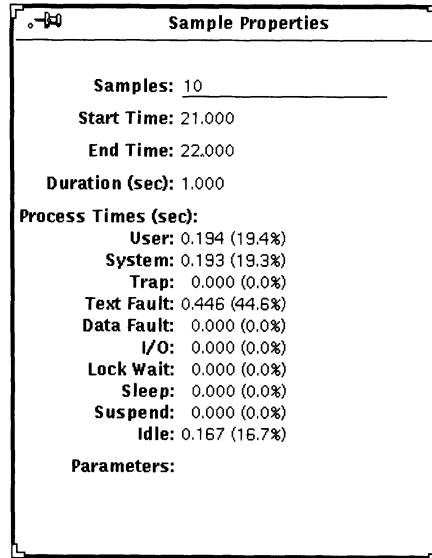 Sample Properties
Samples: 10
Start Time: 21.000
End Time: 22.000
Duration (sec): 1.000
Process Times (sec):
User: 0.194 (19.4%)
System: 0.193 (19.3%)
Trap: 0.000 (0.0%)
Text Fault: 0.446 (44.6%)
Data Fault: 0.000 (0.0%)
I/O: 0.000 (0.0%)
Lock Wait: 0.000 (0.0%)
Sleep: 0.000 (0.0%)
Suspend: 0.000 (0.0%)
Idle: 0.167 (16.7%)
Parameters: